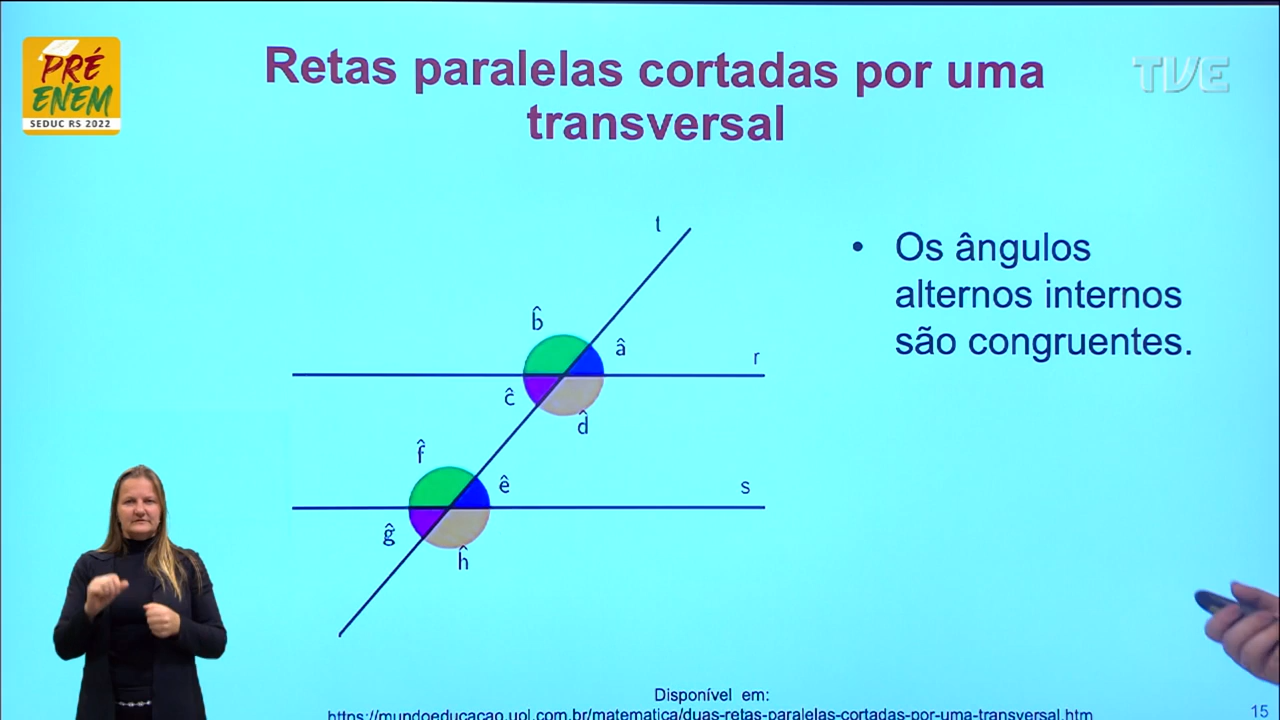 PRÉ
ENEM
SEDUC RS 2022
Retas paralelas cortadas por uma
transversal
TVE
t
b̂
â
r
ĉ
d̂
f̂
ê
s
ĝ
ĥ
• Os ângulos
alternos internos
são congruentes.
Disponível em:
https://mundoeducacao.uol.com.br/matematica/duas-retas-paralelas-cortadas-por-uma-transversal.htm
15